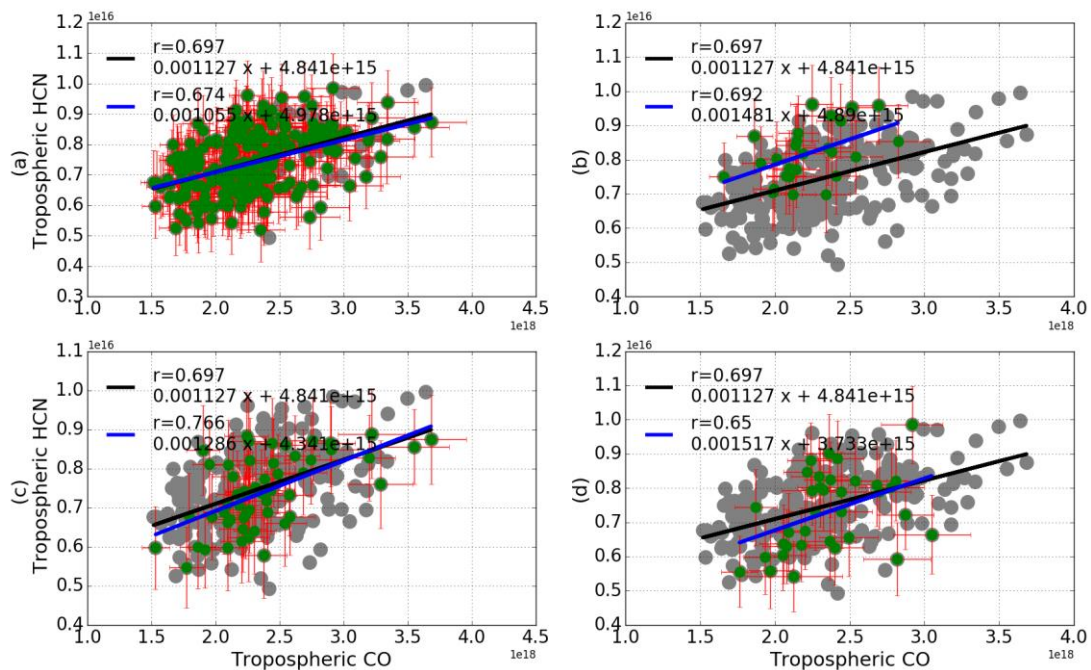 1e16
1.2
1.1
1.0
0.9
0.8
0.7
0.6
0.5
0.4
0.3
(a)
Tropospheric HCN
r=0.697
0.001127 x + 4.841e+15
r=0.674
0.001055 x + 4.978e+15
1.0 1.5 2.0 2.5 3.0 3.5 4.0 4.5
1e18
1e16
1.2
1.1
1.0
0.9
0.8
0.7
0.6
0.5
0.4
(b)
r=0.697
0.001127 x + 4.841e+15
r=0.692
0.001481 x + 4.89e+15
1.0 1.5 2.0 2.5 3.0 3.5 4.0
1e18
1e16
1.1
1.0
0.9
0.8
0.7
0.6
0.5
0.4
(c)
Tropospheric HCN
r=0.697
0.001127 x + 4.841e+15
r=0.766
0.001286 x + 4.341e+15
1.0 1.5 2.0 2.5 3.0 3.5 4.0 4.5
1e18
Tropospheric CO
1e16
1.2
1.1
1.0
0.9
0.8
0.7
0.6
0.5
0.4
(d)
r=0.697
0.001127 x + 4.841e+15
r=0.65
0.001517 x + 3.733e+15
1.0 1.5 2.0 2.5 3.0 3.5 4.0
1e18
Tropospheric CO